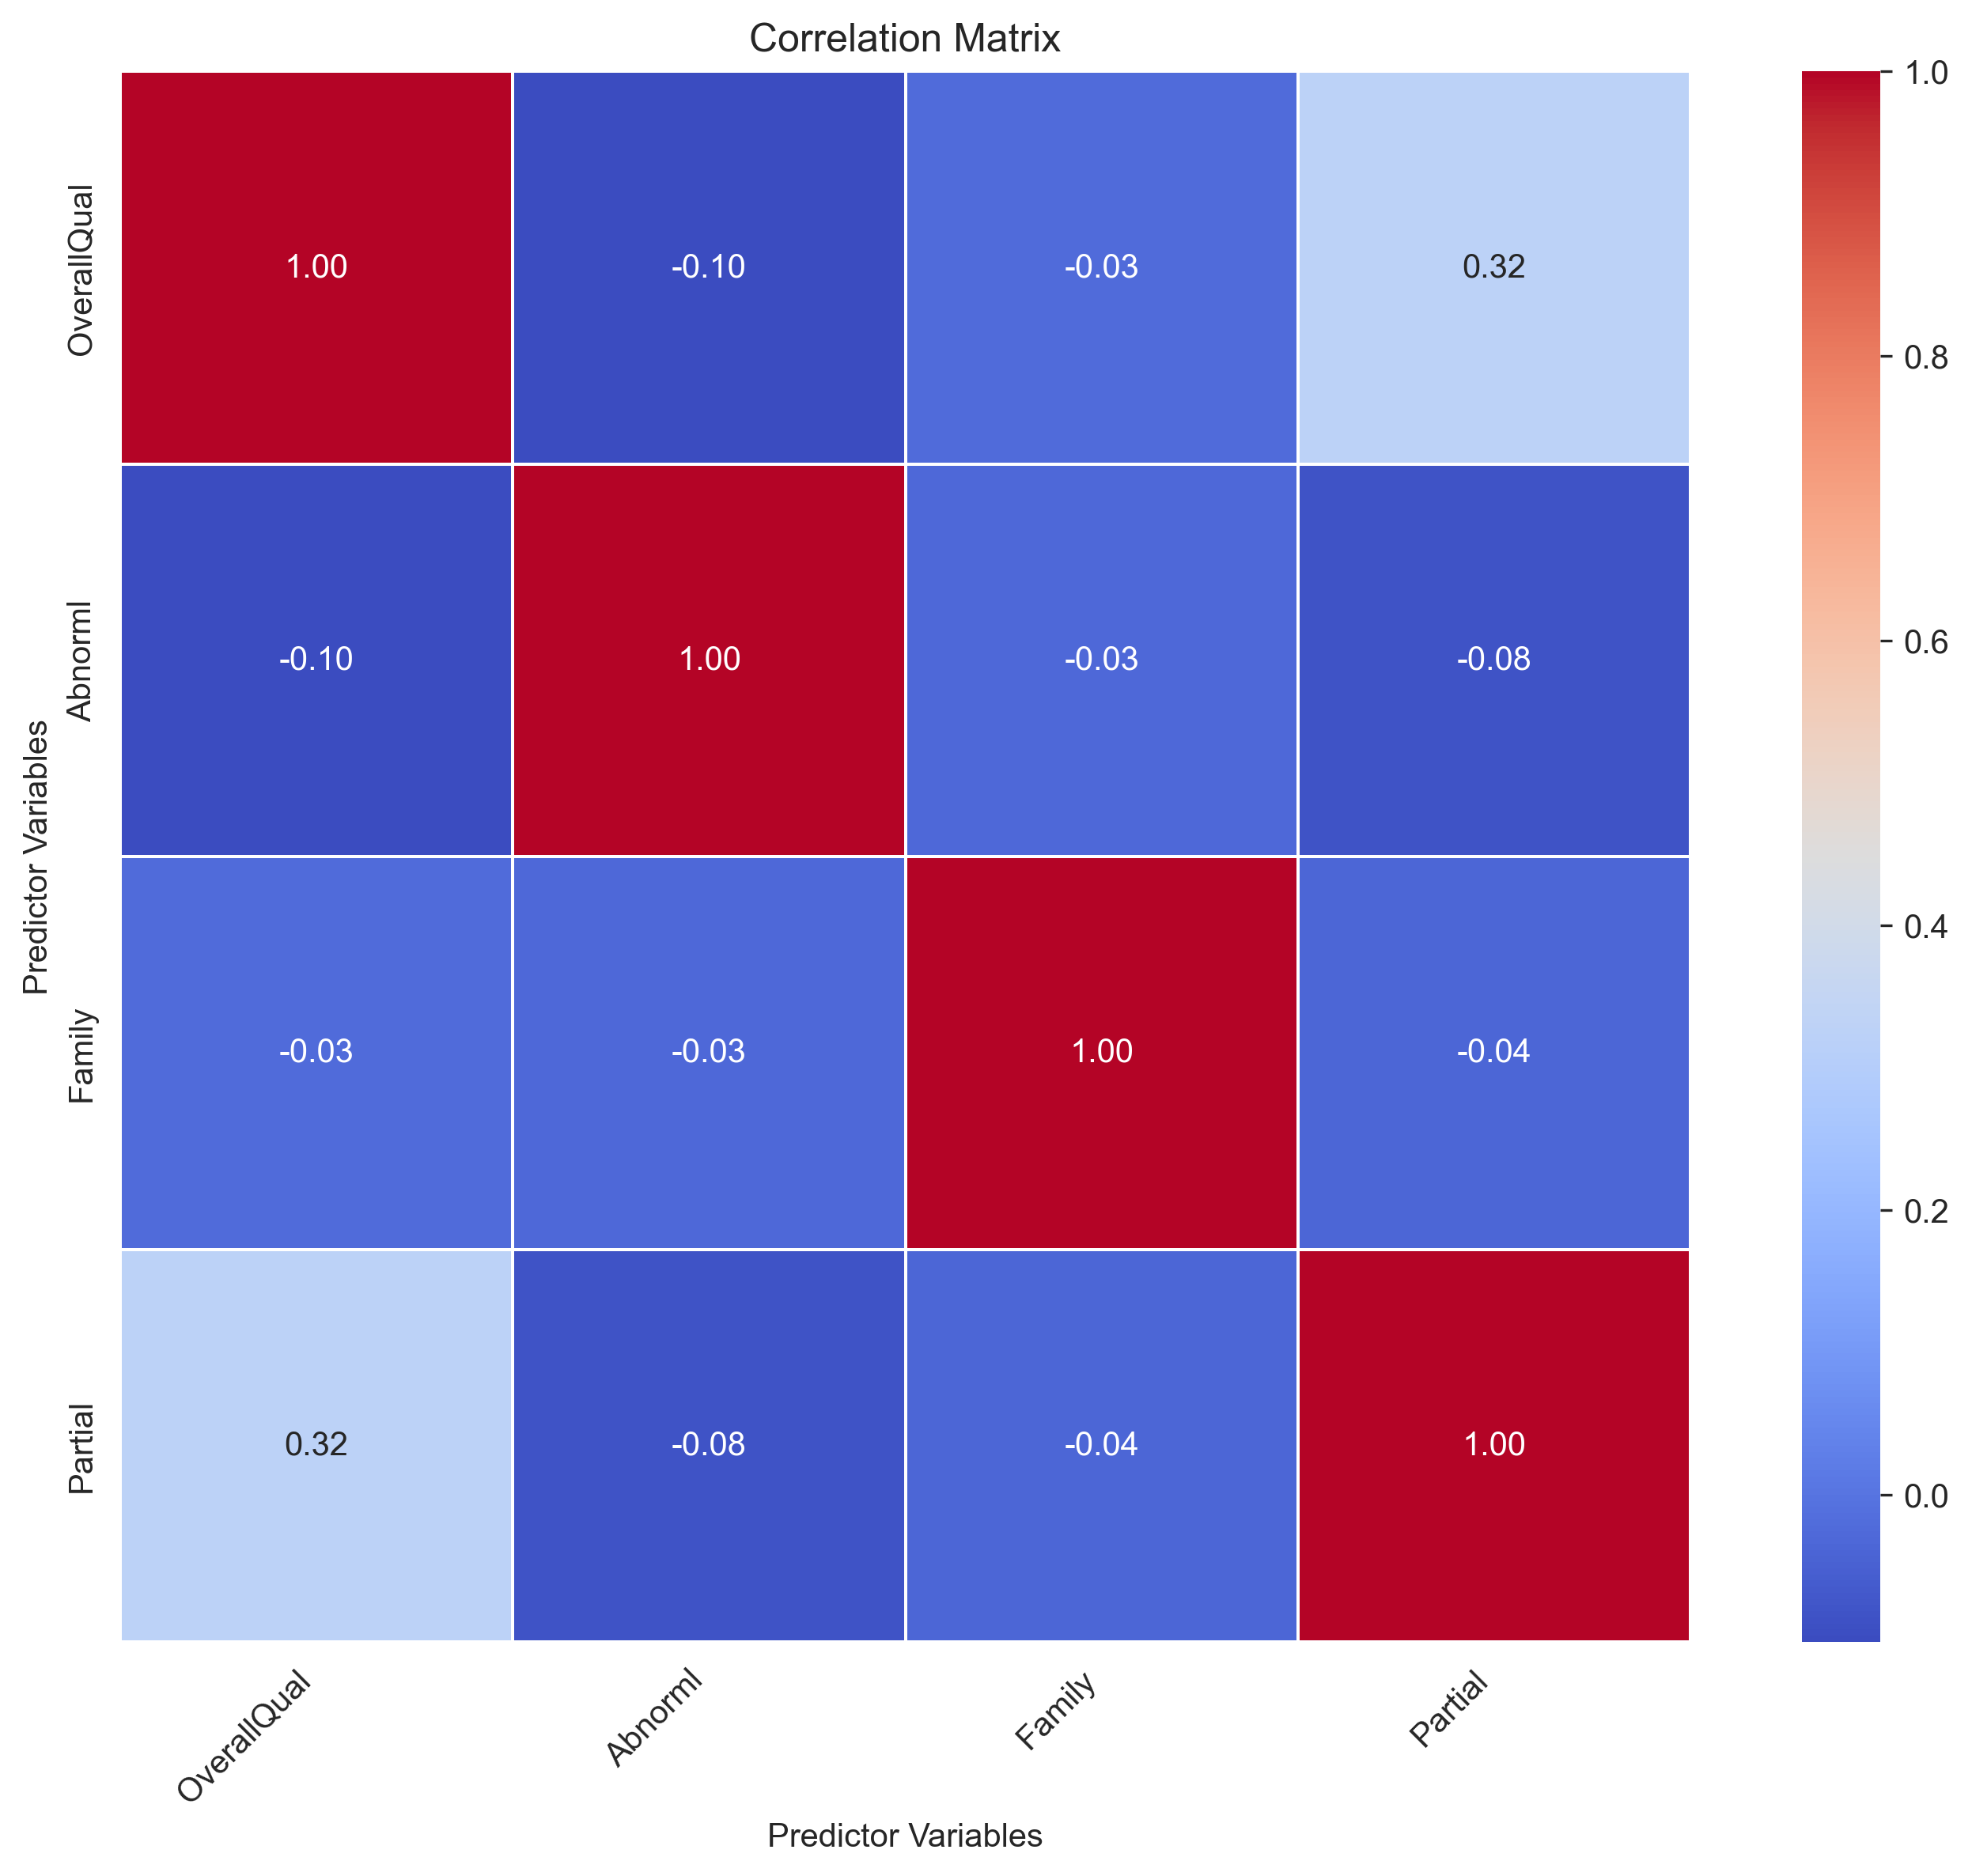 Correlation Matrix
Predictor Variables
OverallQual
1.00 -0.10 -0.03 0.32
Abnorml
-0.10 1.00 -0.03 -0.08
Family
-0.03 -0.03 1.00 -0.04
Partial
0.32 -0.08 -0.04 1.00
OverallQual Abnorml Family Partial
Predictor Variables
1.0
0.8
0.6
0.4
0.2
0.0